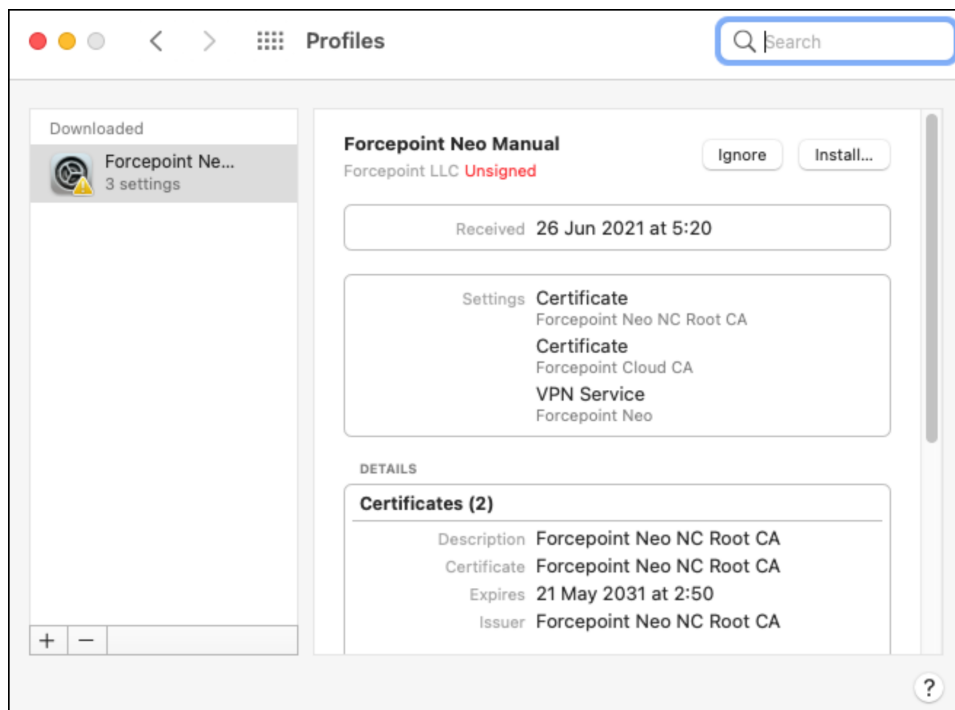 Profiles
Search
Downloaded
Forcepoint Ne...
3 settings
Forcepoint Neo Manual
Forcepoint LLC Unsigned
Ignore
Install...
Received 26 Jun 2021 at 5:20
Settings Certificate
Forcepoint Neo NC Root CA
Certificate
Forcepoint Cloud CA
VPN Service
Forcepoint Neo
DETAILS
Certificates (2)
Description Forcepoint Neo NC Root CA
Certificate Forcepoint Neo NC Root CA
Expires 21 May 2031 at 2:50
Issuer Forcepoint Neo NC Root CA
+ −
?